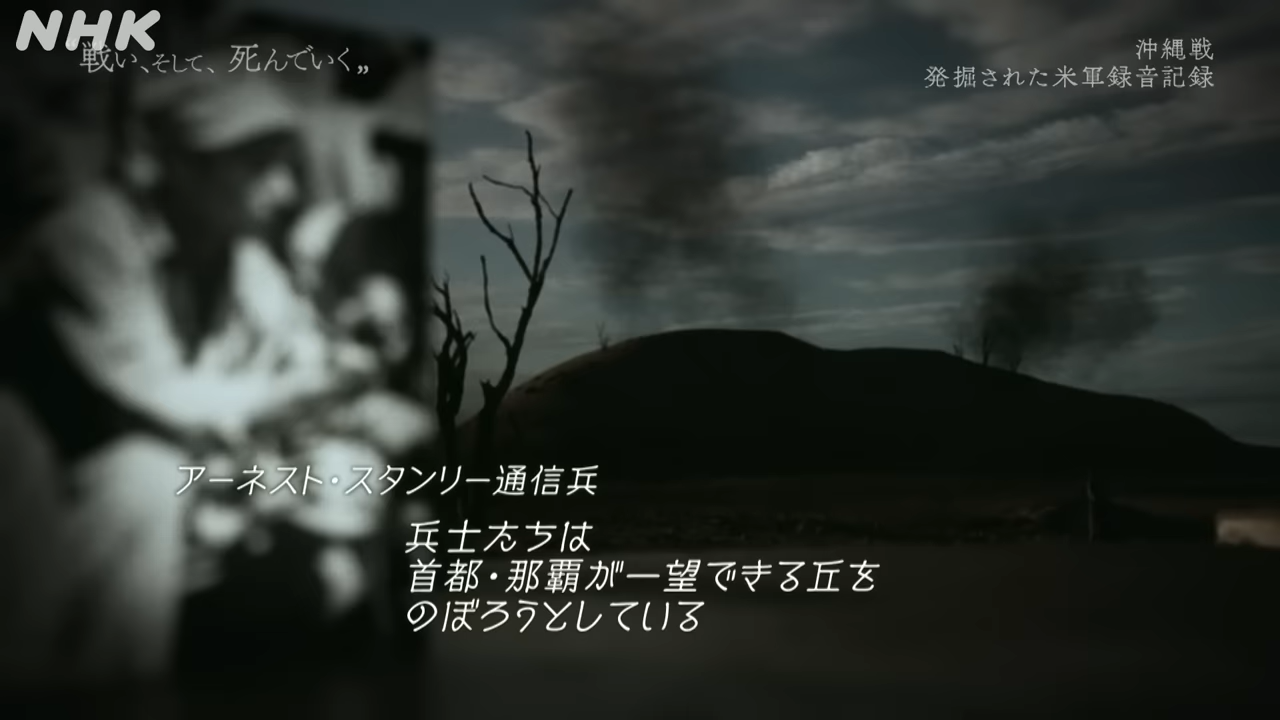 NHK
戦い、そして、死んでいく„
沖縄戦
発掘された米軍録音記録
アーネスト・スタンリー通信兵
兵士たちは
首都・那覇が一望できる丘を
のぼろうとしている